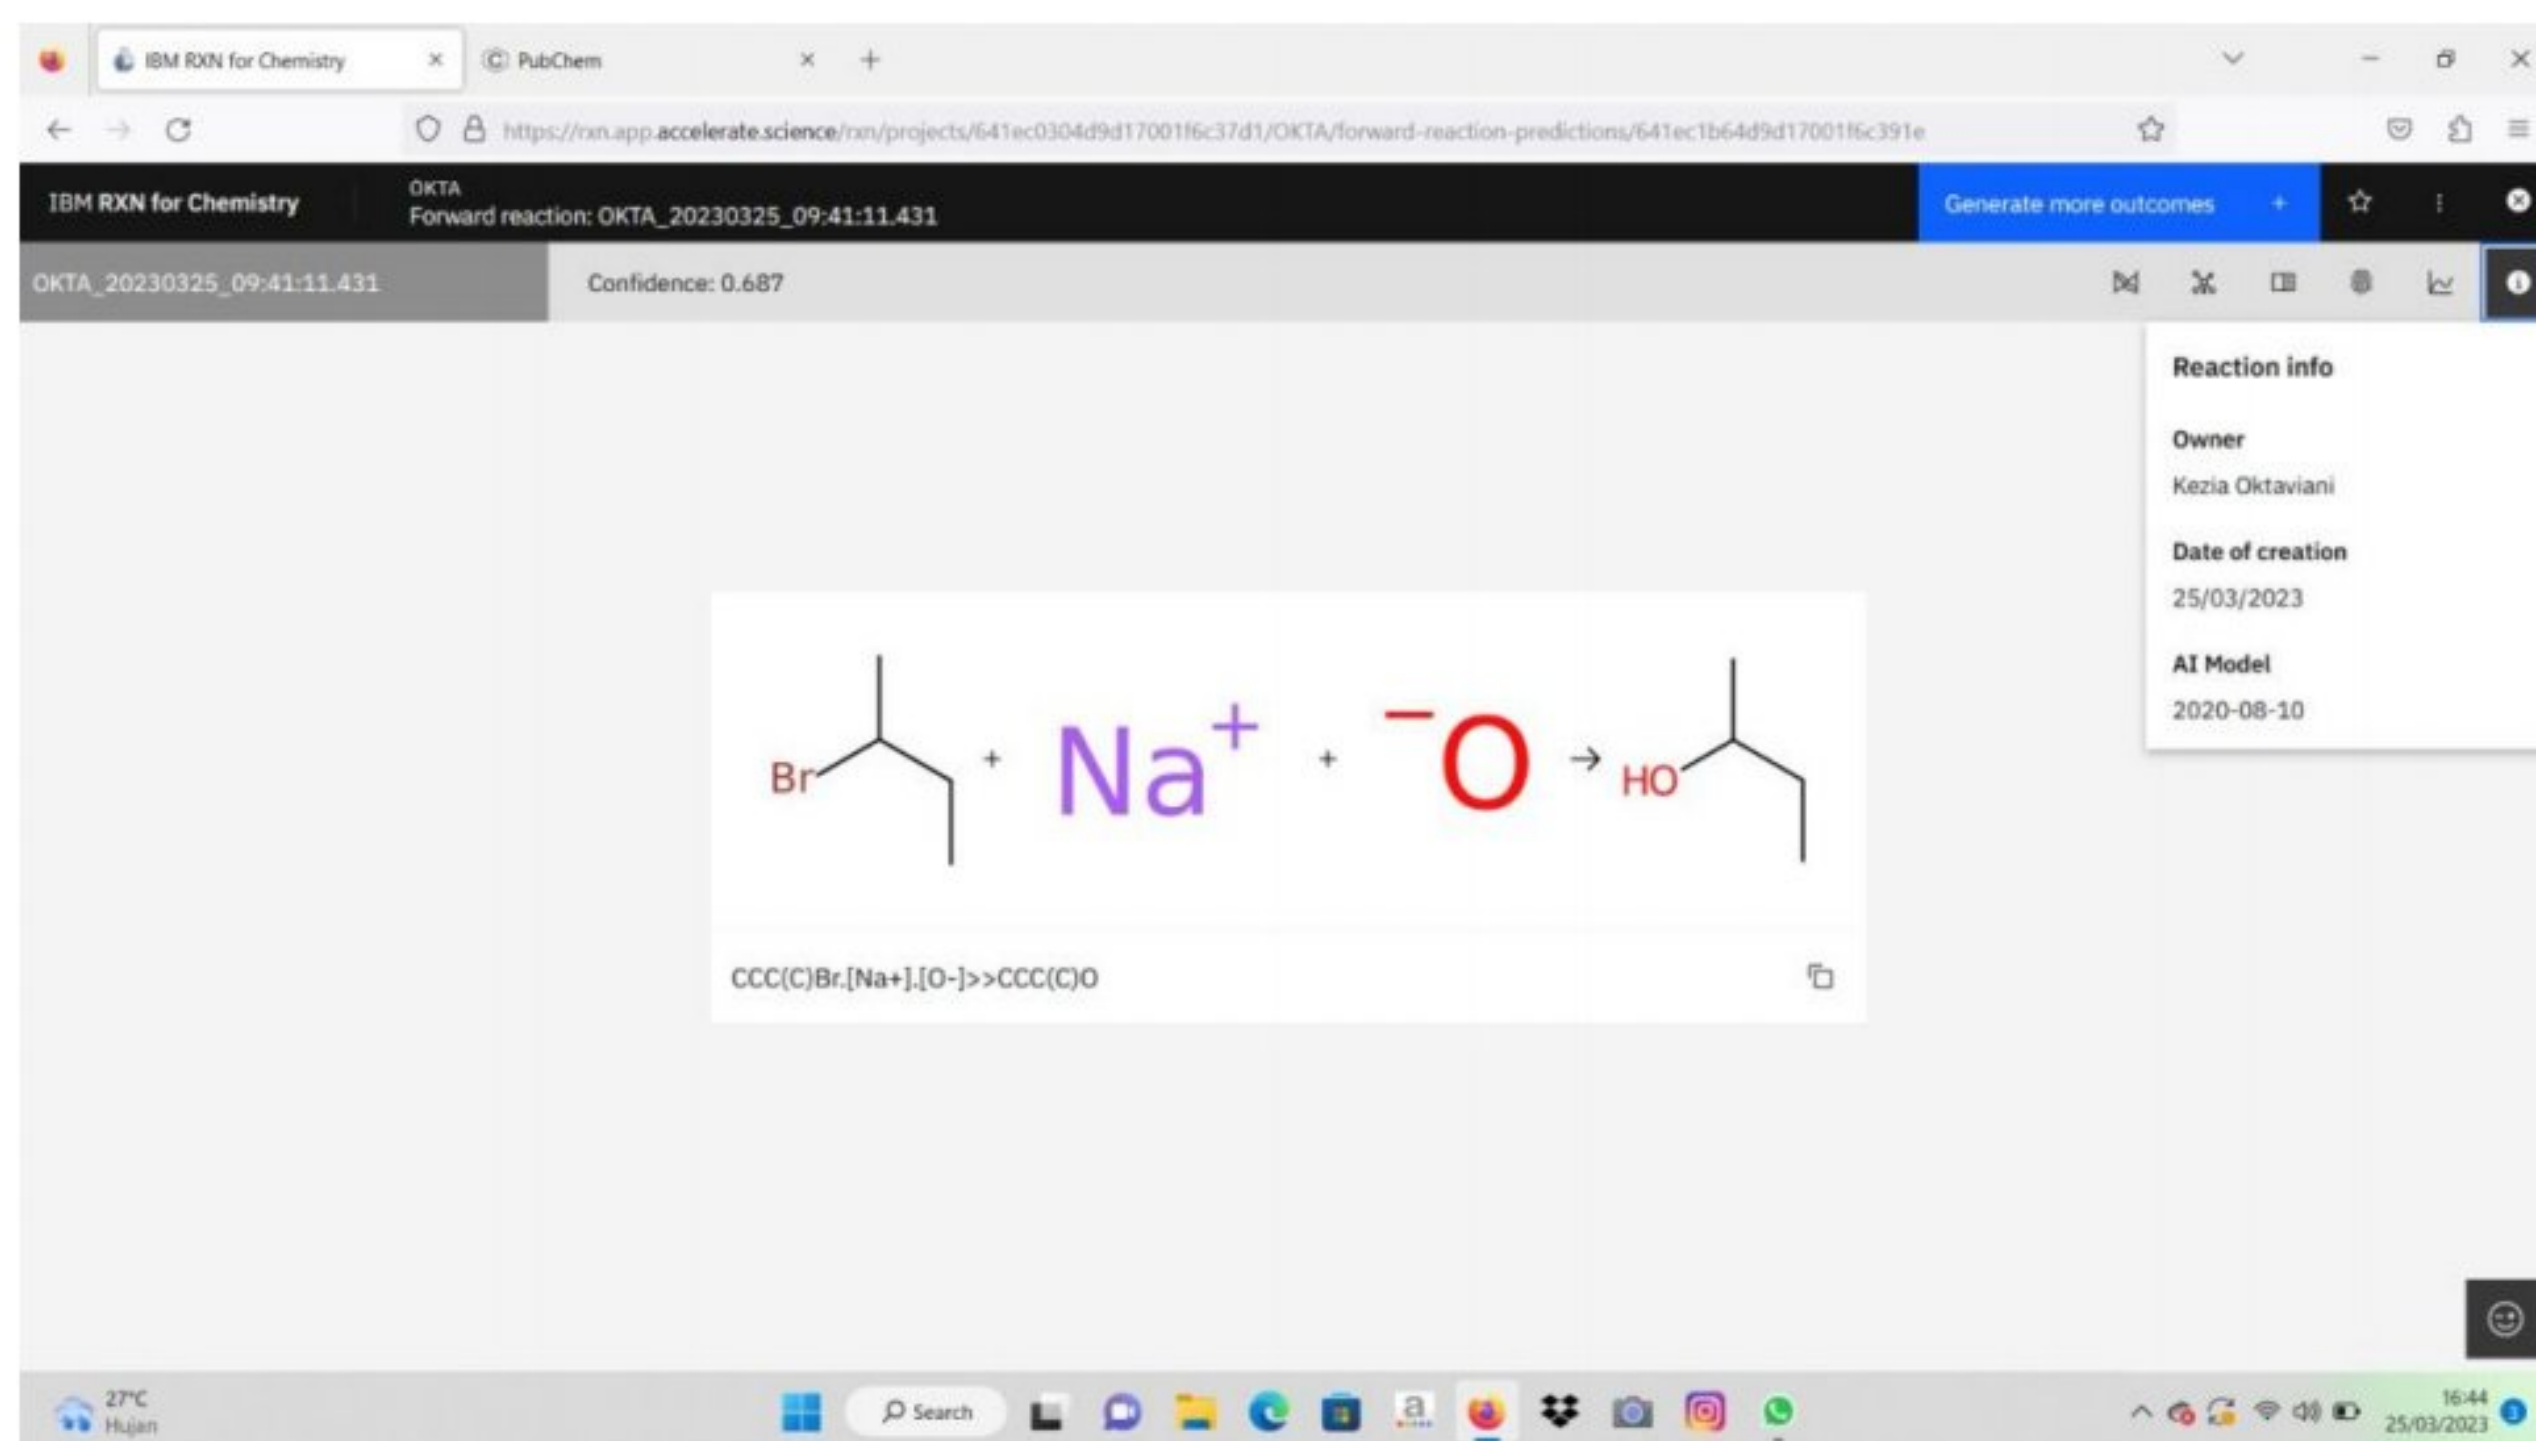 IBM RXN for Chemistry
PubChem
https://rxn.app.accelerate.science/rxn/projects/641ec0304d9d17001f6c37d1/OKTA/forward-reaction-predictions/641ec1b64d9d17001f6c391e
IBM RXN for Chemistry
OKTA
Forward reaction: OKTA_20230325_09:41:11.431
Generate more outcomes +
OKTA_20230325_09:41:11.431
Confidence: 0.687
Reaction info
Owner
Kezia Oktaviani
Date of creation
25/03/2023
AI Model
2020-08-10
Br + Na+ + −O → HO
CCC(C)Br.[Na+].[O-]>>CCC(C)O
27°C
Hujan
Search
a
16:44
25/03/2023
3